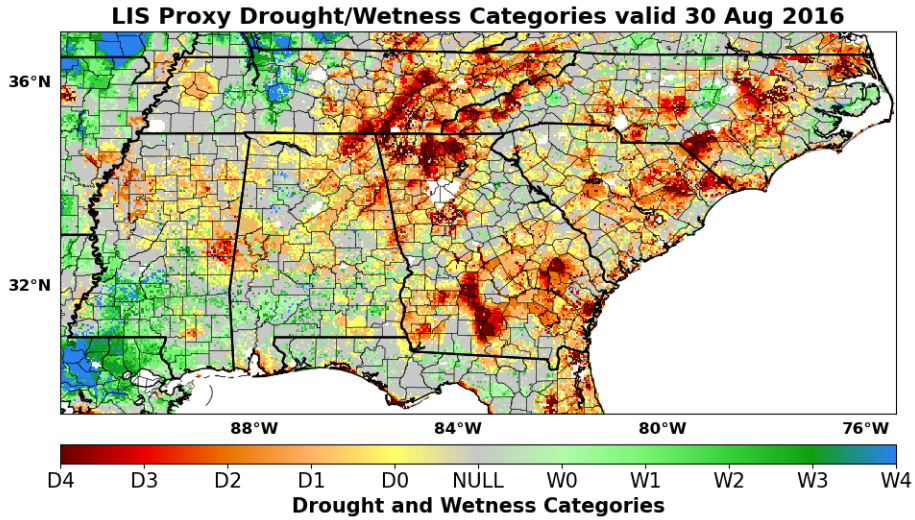 LIS Proxy Drought/Wetness Categories valid 30 Aug 2016
36°N
32°N
88°W 84°W 80°W 76°W
D4 D3 D2 D1 D0 NULL W0 W1 W2 W3 W4
Drought and Wetness Categories